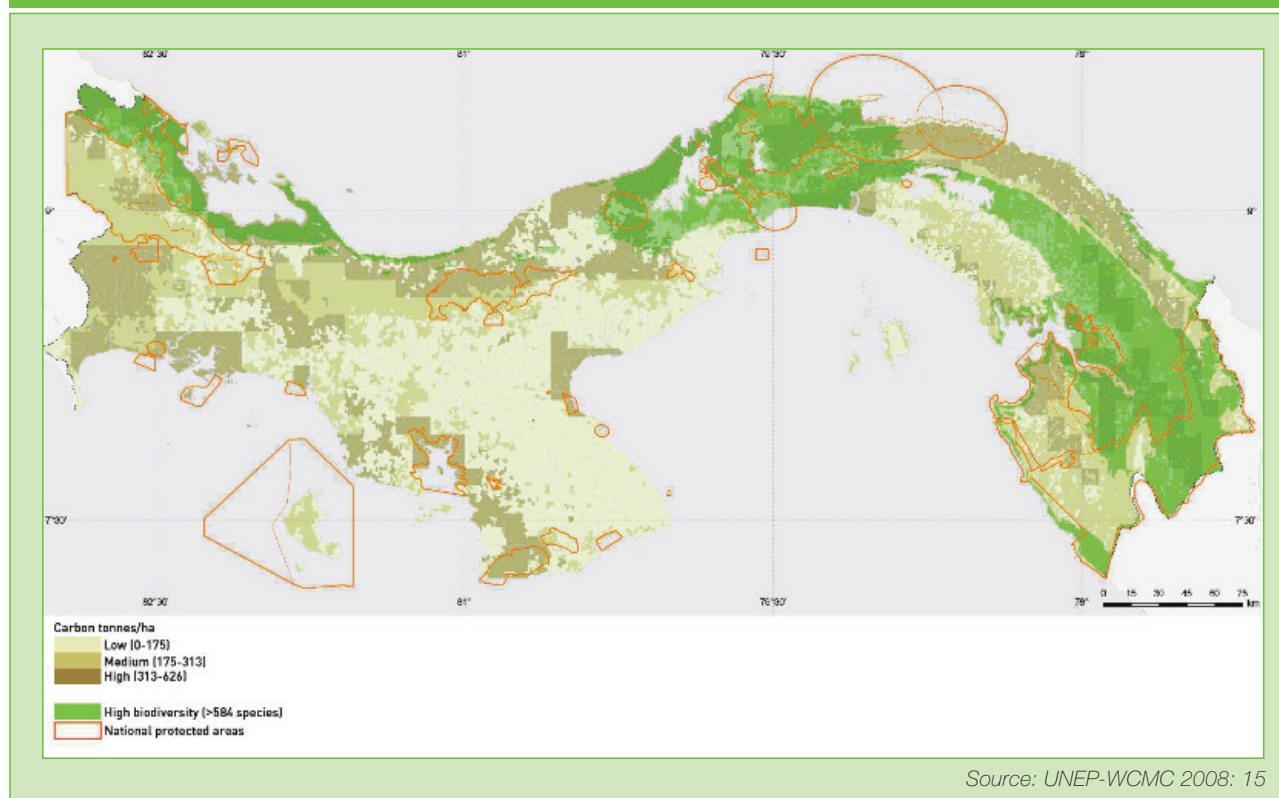 82°30' 81° 79°30' 78°
9° 9°
7°30' 7°30'
82°30' 81° 79°30' 78°
0 15 30 45 60 75
km
Carbon tonnes/ha
Low (0-175)
Medium (175-313)
High (313-626)
High biodiversity (>584 species)
National protected areas
Source: UNEP-WCMC 2008: 15